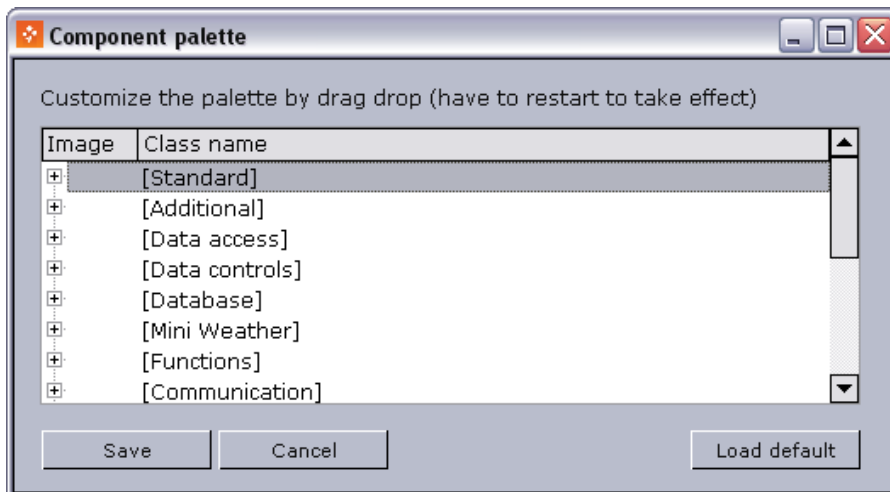 Component palette
Customize the palette by drag drop (have to restart to take effect)
Image Class name
[Standard]
[Additional]
[Data access]
[Data controls]
[Database]
[Mini Weather]
[Functions]
[Communication]
Save Cancel Load default